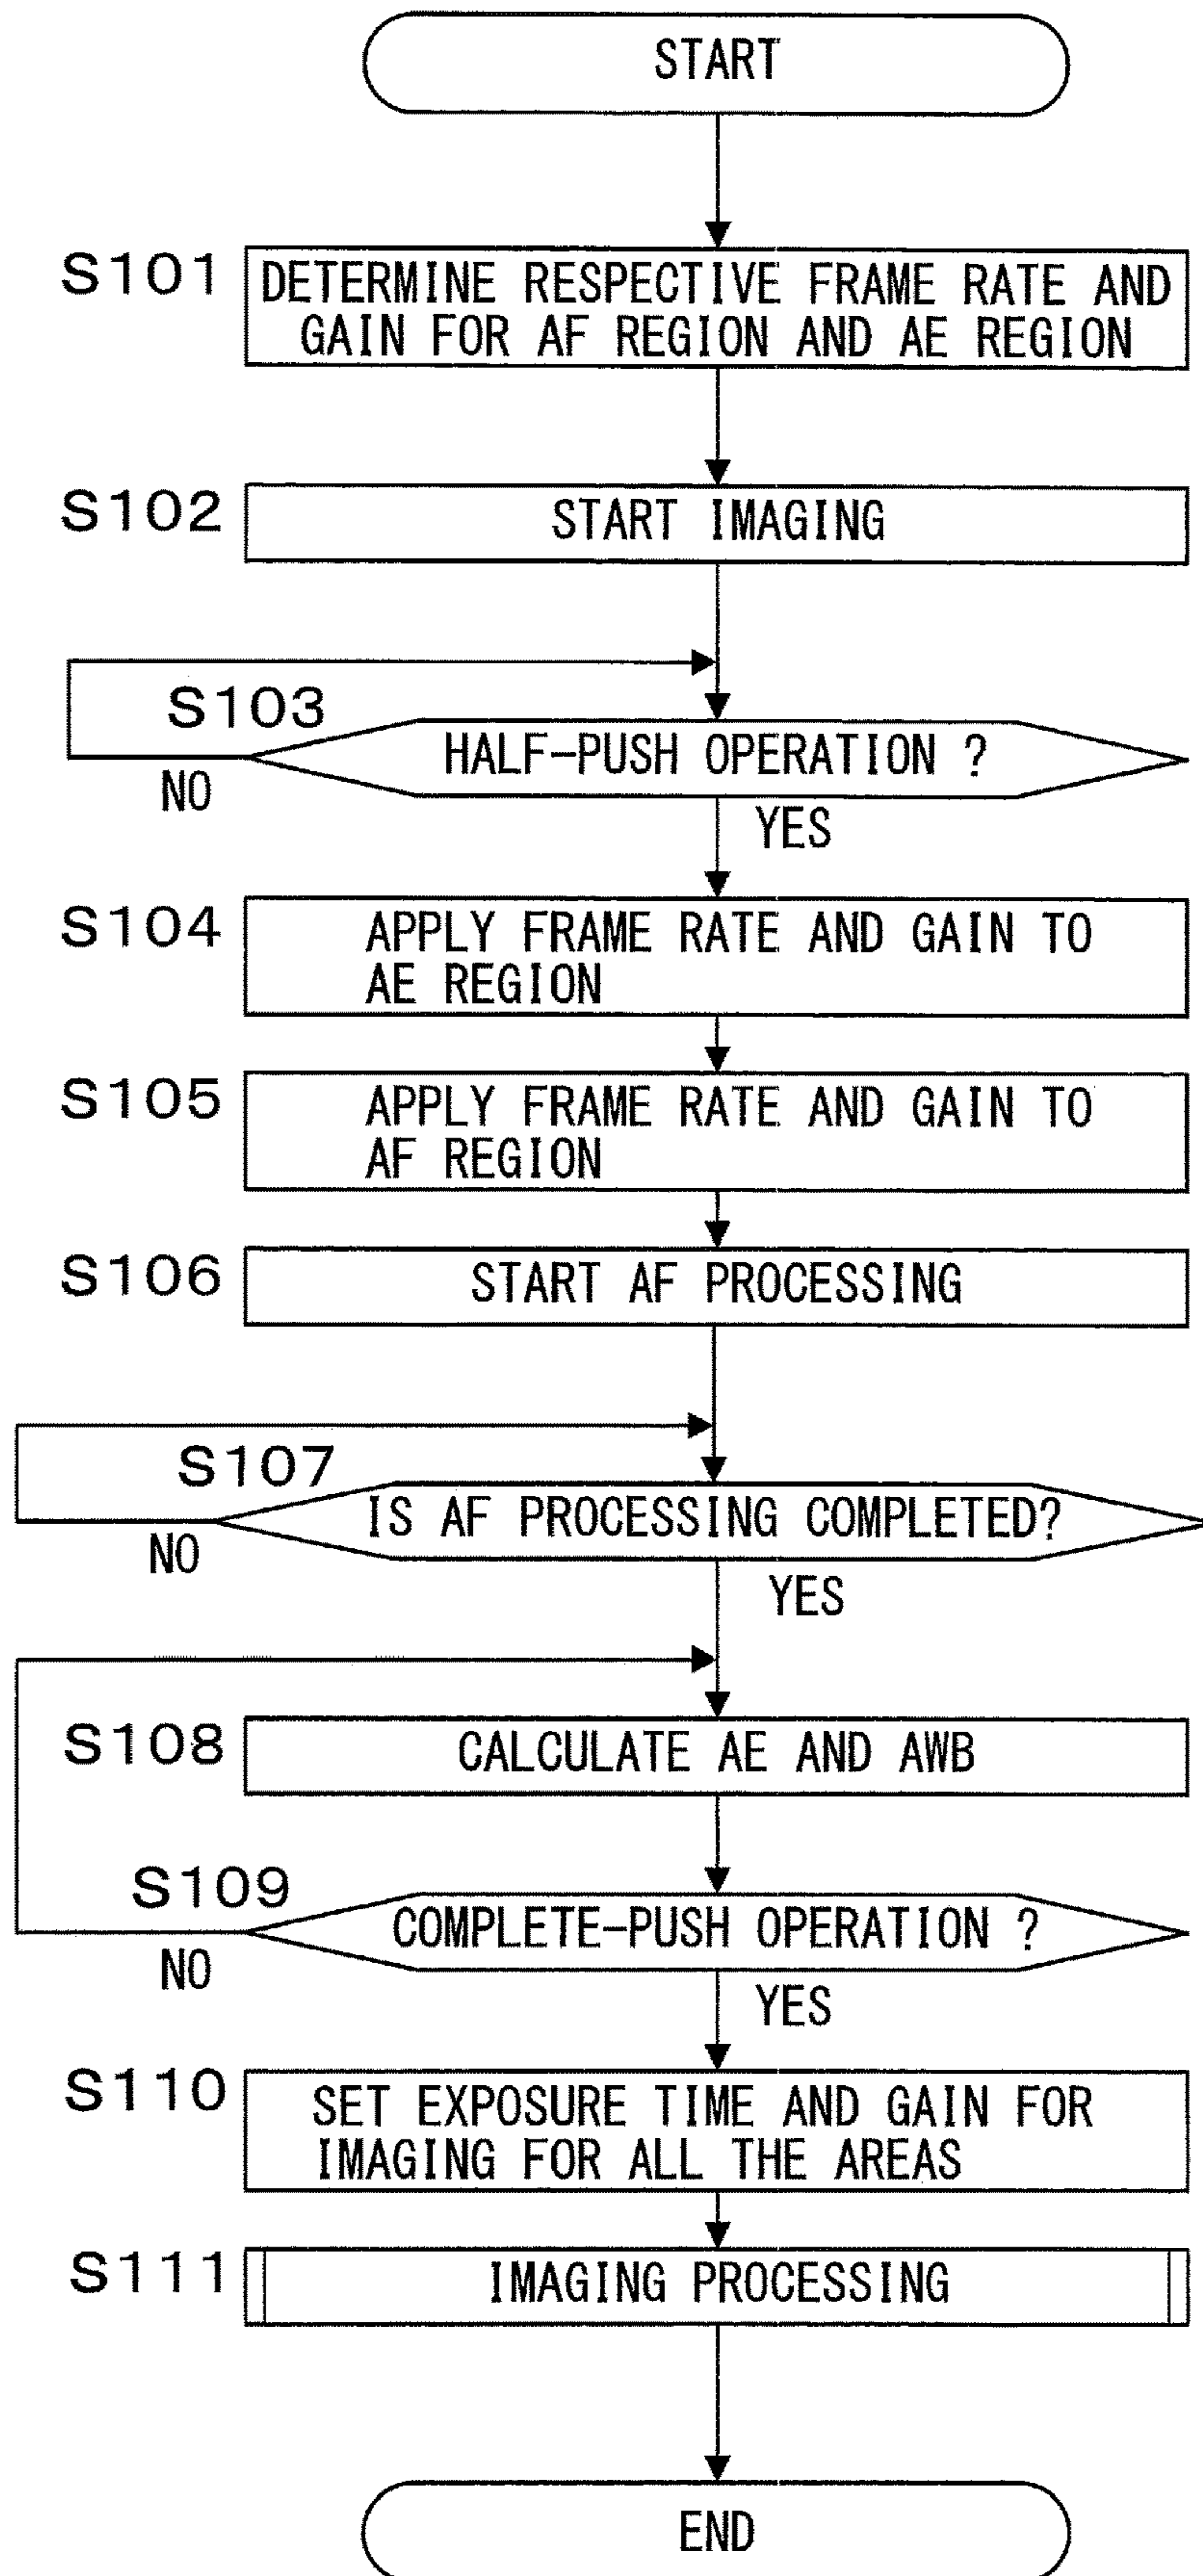 START
S101
DETERMINE RESPECTIVE FRAME RATE AND
GAIN FOR AF REGION AND AE REGION
S102
START IMAGING
S103
HALF-PUSH OPERATION ?
NO
YES
S104
APPLY FRAME RATE AND GAIN TO
AE REGION
S105
APPLY FRAME RATE AND GAIN TO
AF REGION
S106
START AF PROCESSING
S107
IS AF PROCESSING COMPLETED?
NO
YES
S108
CALCULATE AE AND AWB
S109
COMPLETE-PUSH OPERATION ?
NO
YES
S110
SET EXPOSURE TIME AND GAIN FOR
IMAGING FOR ALL THE AREAS
S111
IMAGING PROCESSING
END